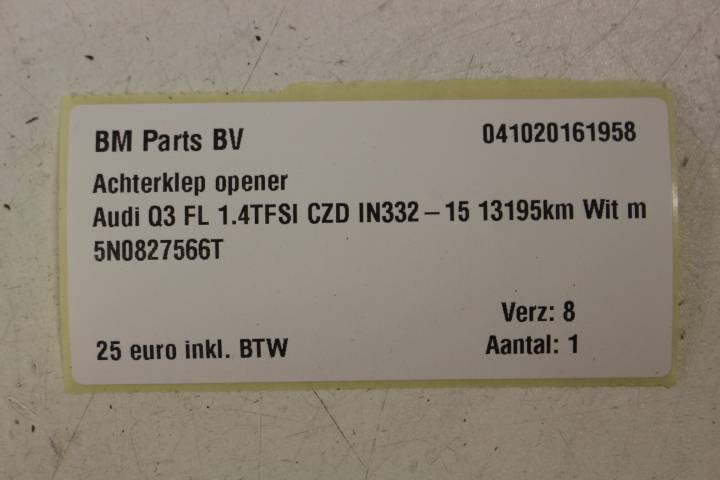 BM Parts BV 041020161958
Achterklep opener
Audi Q3 FL 1.4TFSI CZD IN332 – 15 13195km Wit m
5N0827566T
Verz: 8
25 euro inkl. BTW Aantal: 1